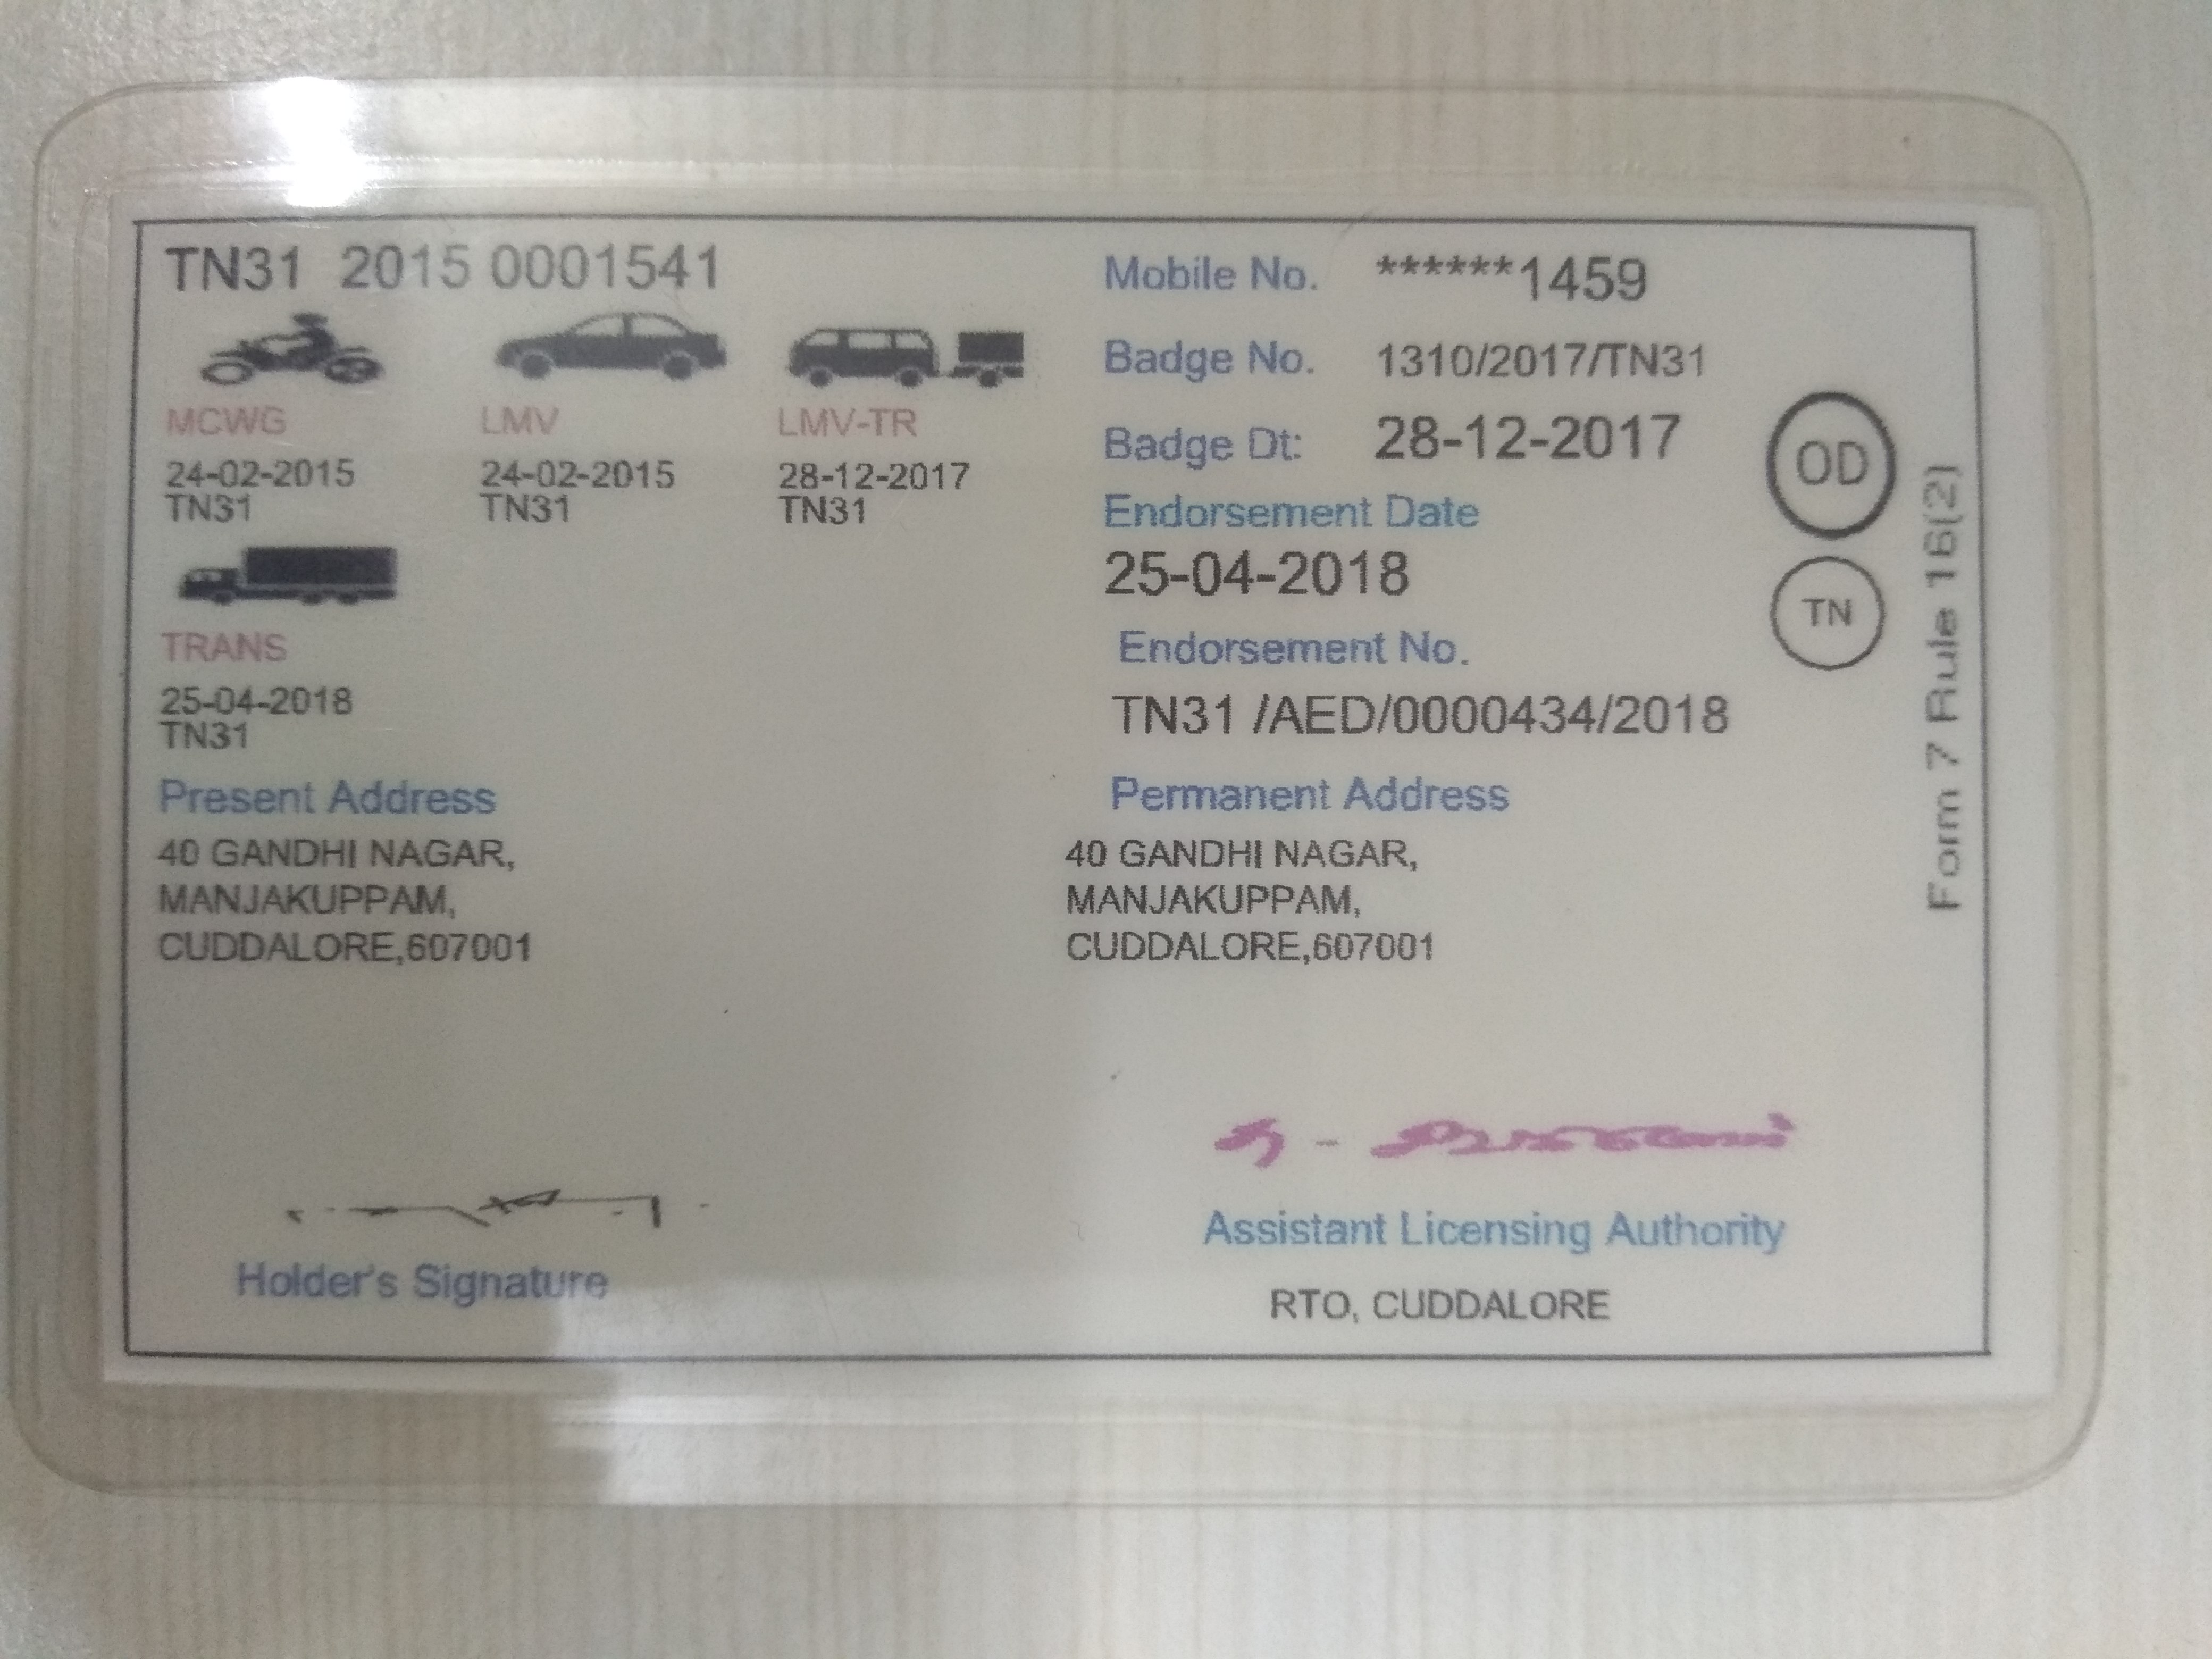 TN31 2015 0001541
MCWG LMV LMV-TR
24-02-2015 24-02-2015 28-12-2017
TN31 TN31 TN31
TRANS
25-04-2018
TN31
Mobile No. ******1459
Badge No. 1310/2017/TN31
Badge Dt: 28-12-2017
Endorsement Date
25-04-2018
Endorsement No.
TN31 /AED/0000434/2018
OD
TN
Form 7 Rule 16(2)
Present Address
40 GANDHI NAGAR,
MANJAKUPPAM,
CUDDALORE,607001
Permanent Address
40 GANDHI NAGAR,
MANJAKUPPAM,
CUDDALORE,607001
Holder's Signature
Assistant Licensing Authority
RTO, CUDDALORE